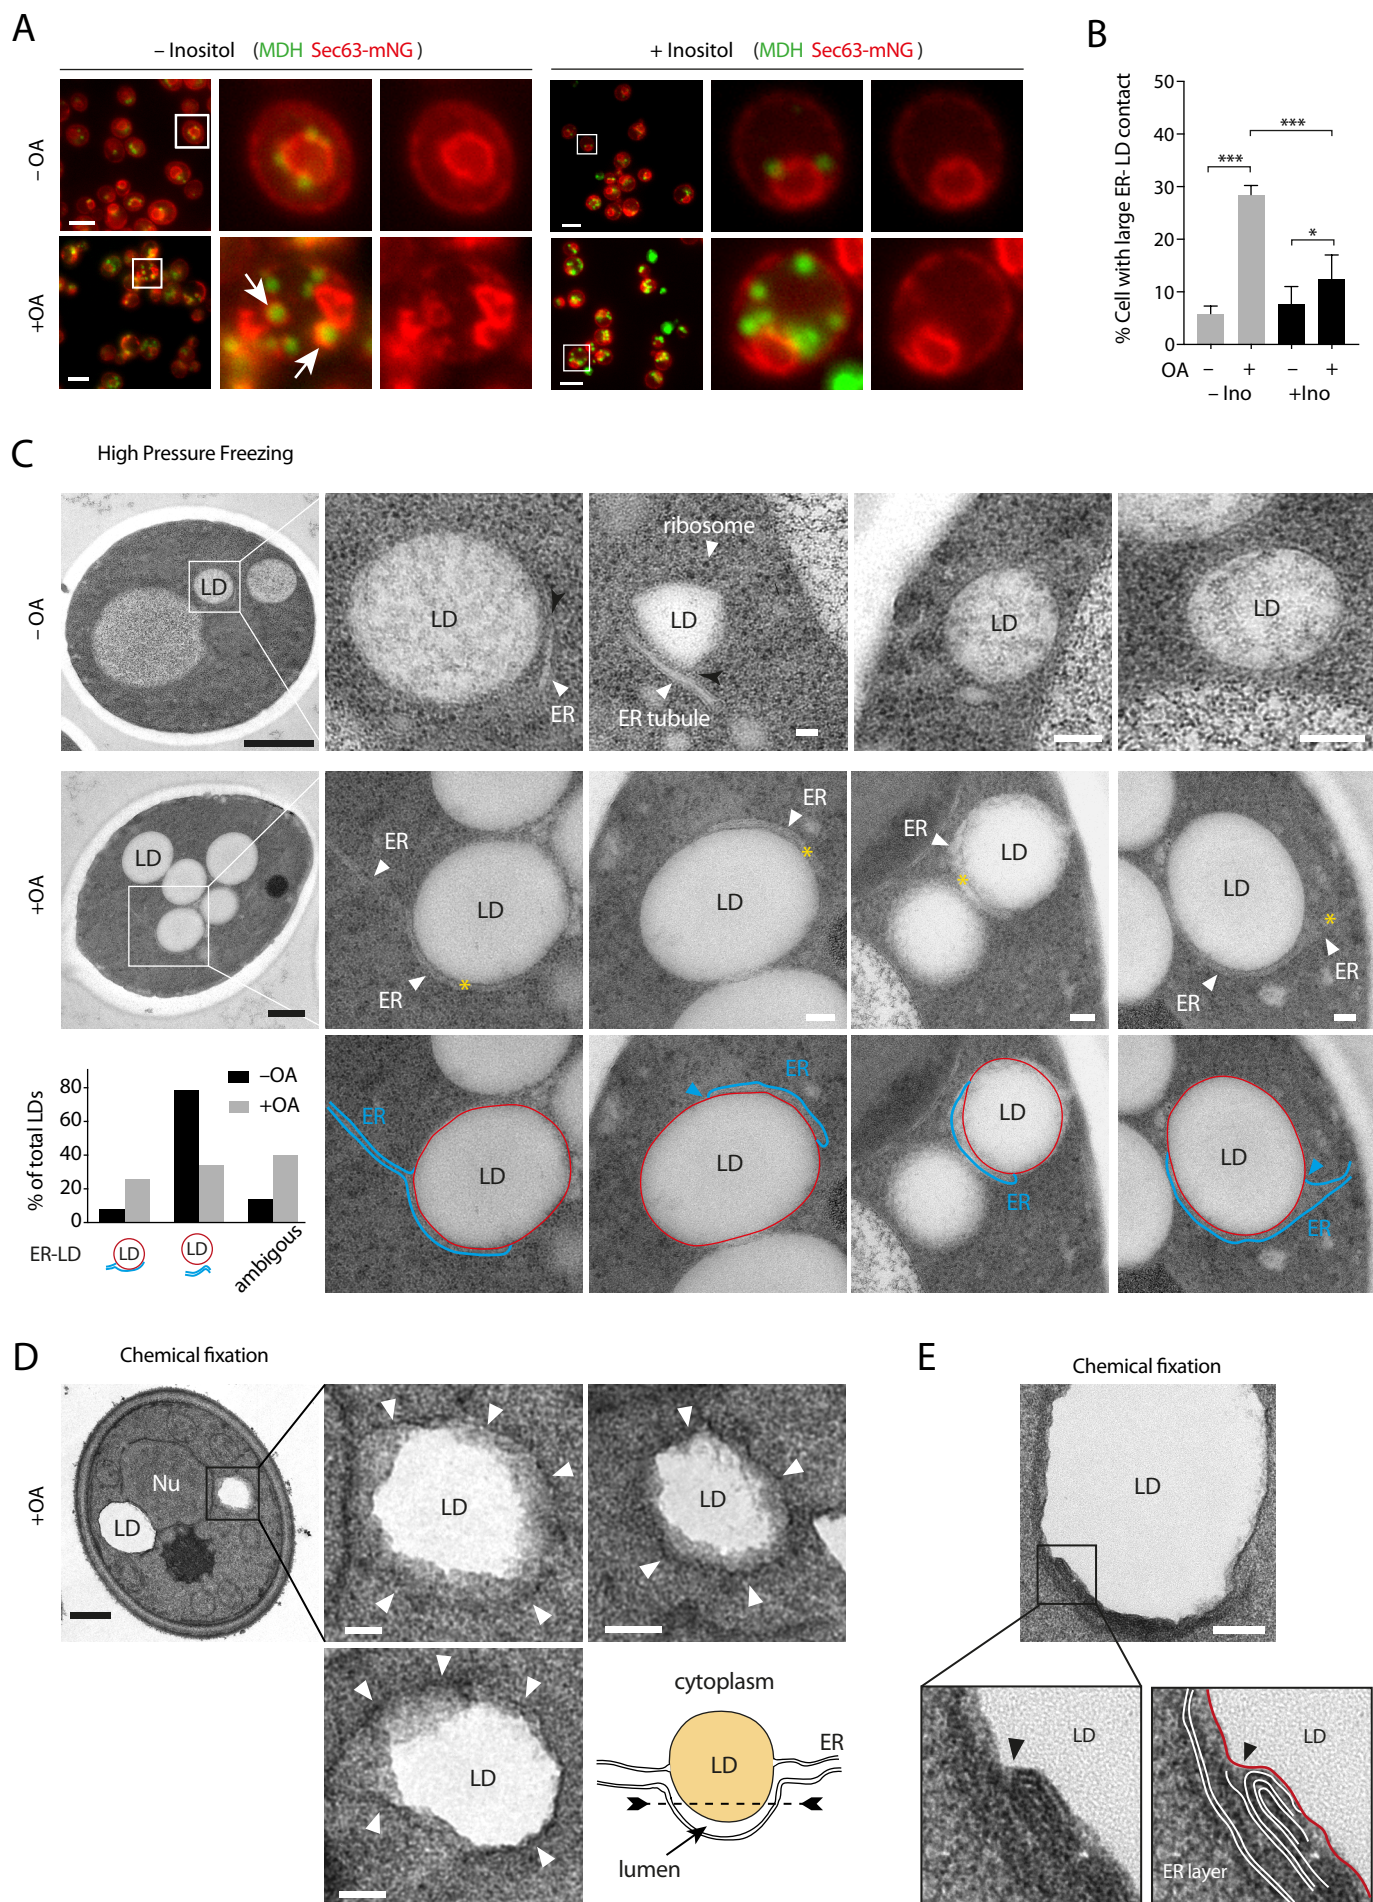 A
– Inositol (MDH Sec63-mNG)
+ Inositol (MDH Sec63-mNG)
– OA
+OA
B
% Cell with large ER- LD contact
50
40
30
20
10
0
***
***
*
OA – + – +
– Ino +Ino
C
High Pressure Freezing
– OA
LD
LD
ER
ribosome
LD
ER tubule
LD
LD
+OA
LD
ER
LD
ER
*
ER
*
LD
ER
LD
*
LD
*
ER
ER
% of total LDs
80
60
40
20
0
–OA
+OA
ER-LD
LD
LD
ambigous
ER
LD
ER
LD
LD
ER
LD
ER
D
Chemical fixation
+OA
Nu
LD
LD
LD
LD
cytoplasm
ER
LD
lumen
E
Chemical fixation
LD
LD
LD
ER layer